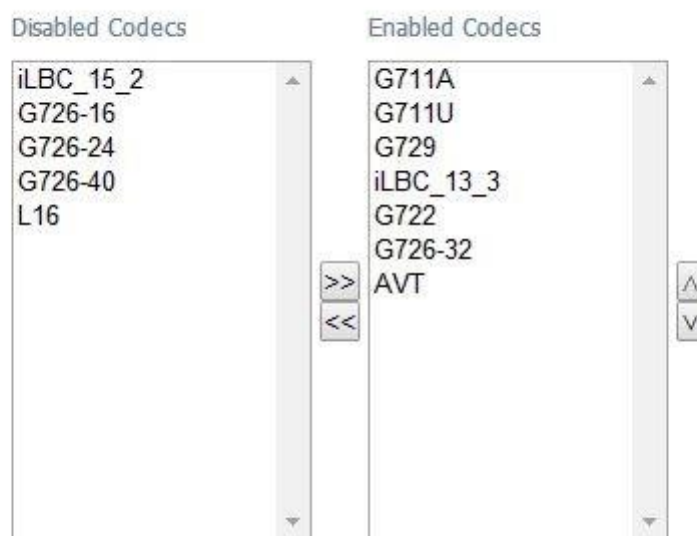 Disabled Codecs
iLBC_15_2
G726-16
G726-24
G726-40
L16
>>
<<
Enabled Codecs
G711A
G711U
G729
iLBC_13_3
G722
G726-32
AVT